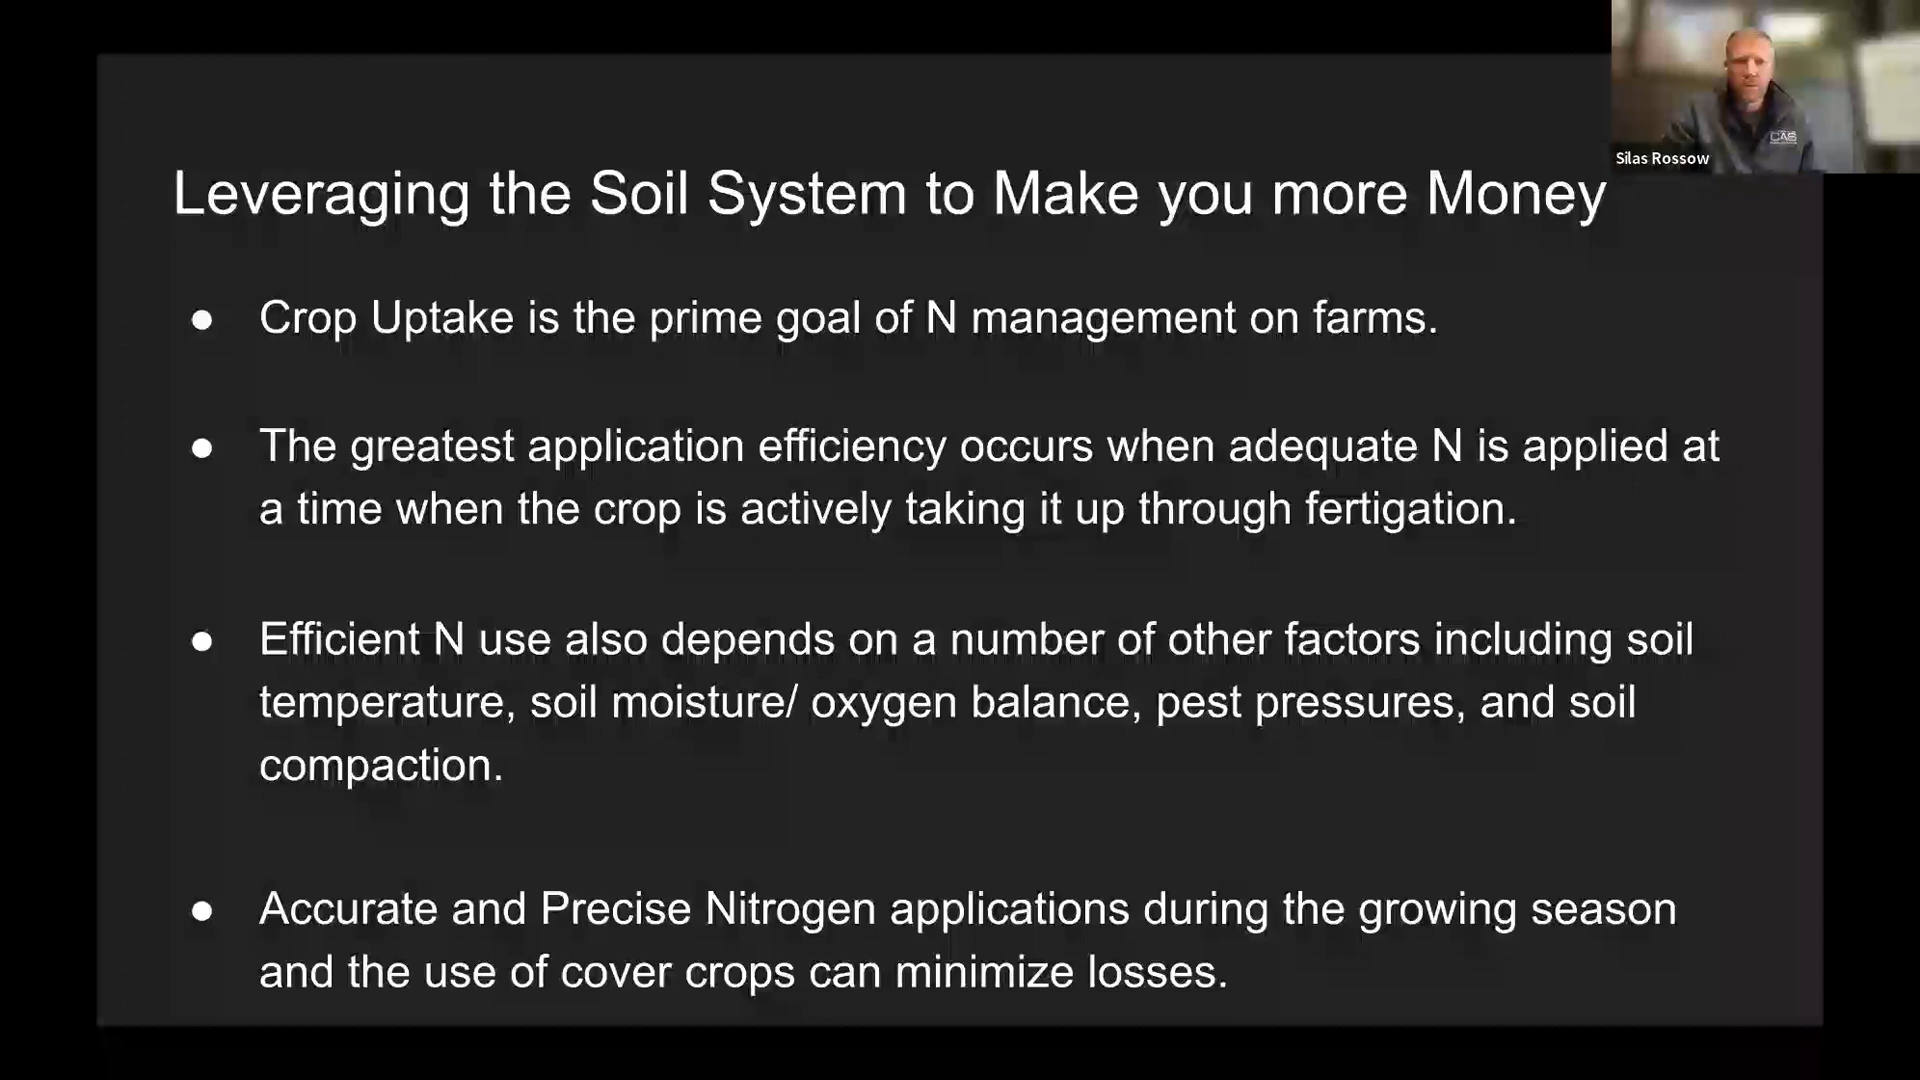 CAS
Silas Rossow
Leveraging the Soil System to Make you more Money
● Crop Uptake is the prime goal of N management on farms.
● The greatest application efficiency occurs when adequate N is applied at
a time when the crop is actively taking it up through fertigation.
● Efficient N use also depends on a number of other factors including soil
temperature, soil moisture/ oxygen balance, pest pressures, and soil
compaction.
● Accurate and Precise Nitrogen applications during the growing season
and the use of cover crops can minimize losses.